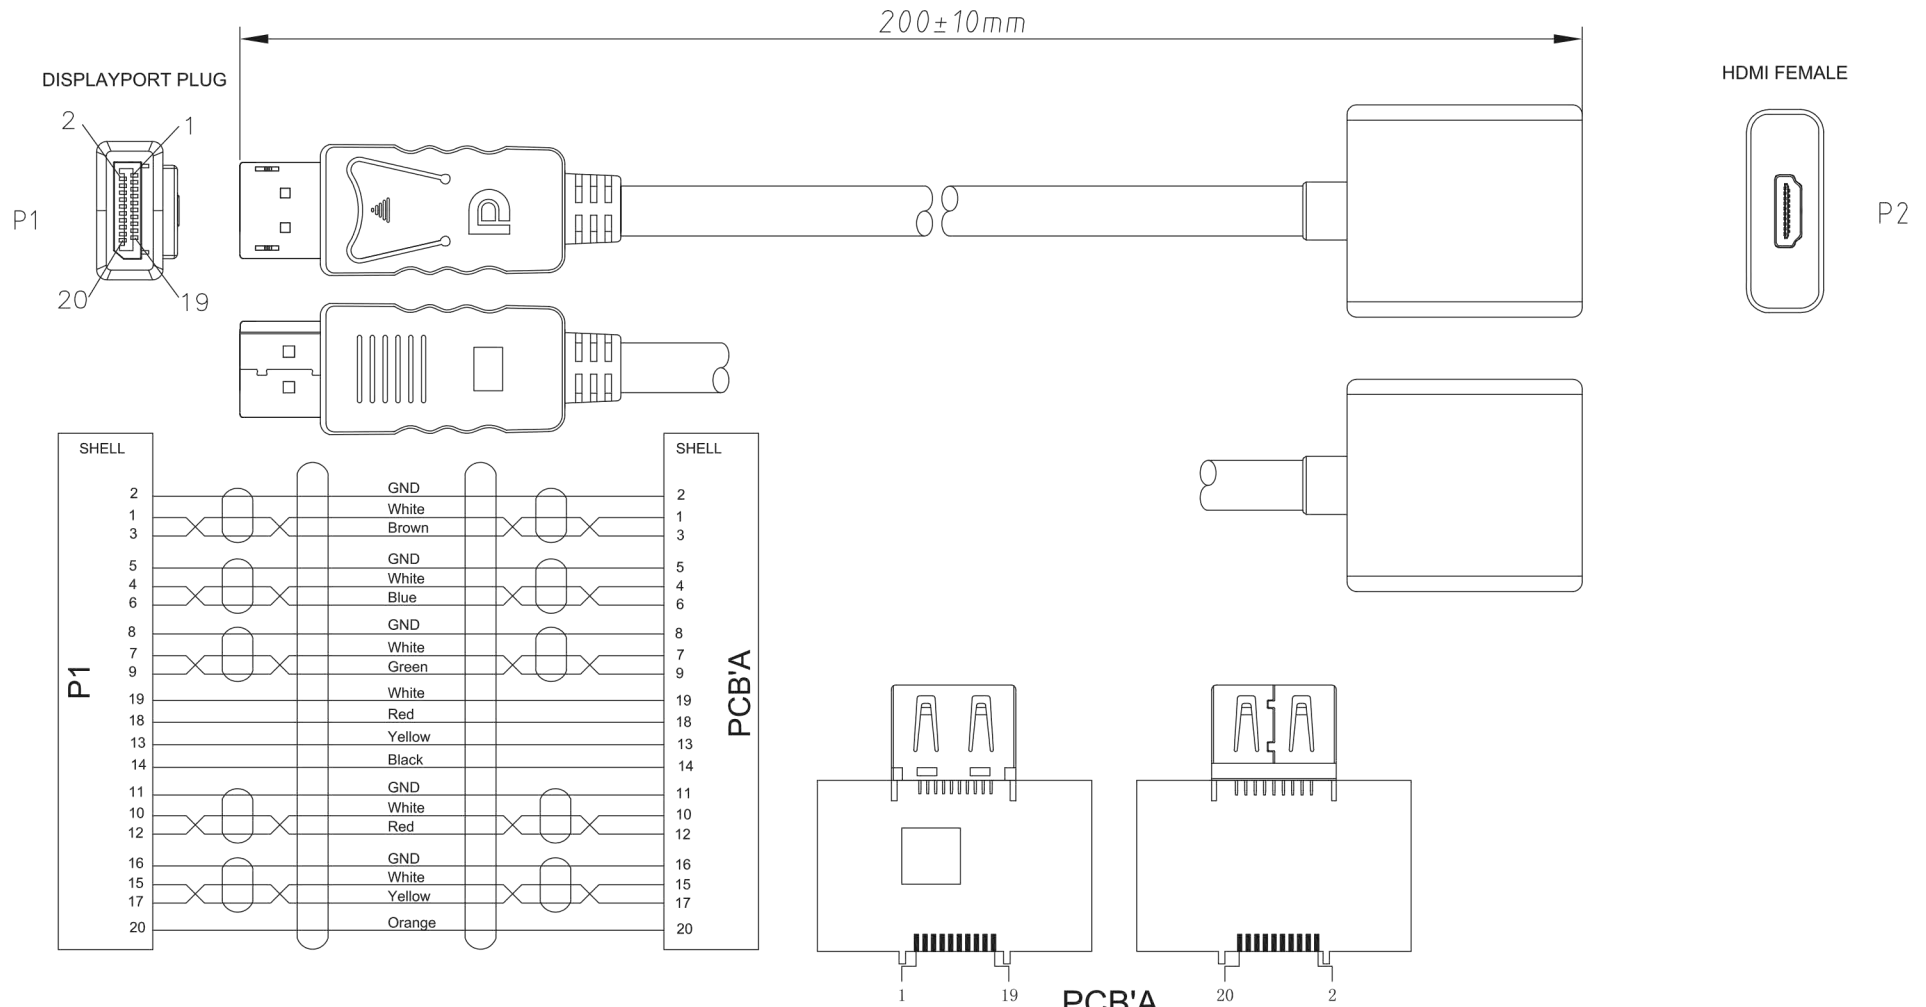 200±10mm
DISPLAYPORT PLUG
HDMI FEMALE
2
1
P1
P2
20
19
SHELL
SHELL
2 GND 2
1 White 1
3 Brown 3
5 GND 5
4 White 4
6 Blue 6
8 GND 8
7 White 7
9 Green 9
P1
PCB'A
19 White 19
18 Red 18
13 Yellow 13
14 Black 14
11 GND 11
10 White 10
12 Red 12
16 GND 16
15 White 15
17 Yellow 17
20 Orange 20
1
19
PCB'A
20
2